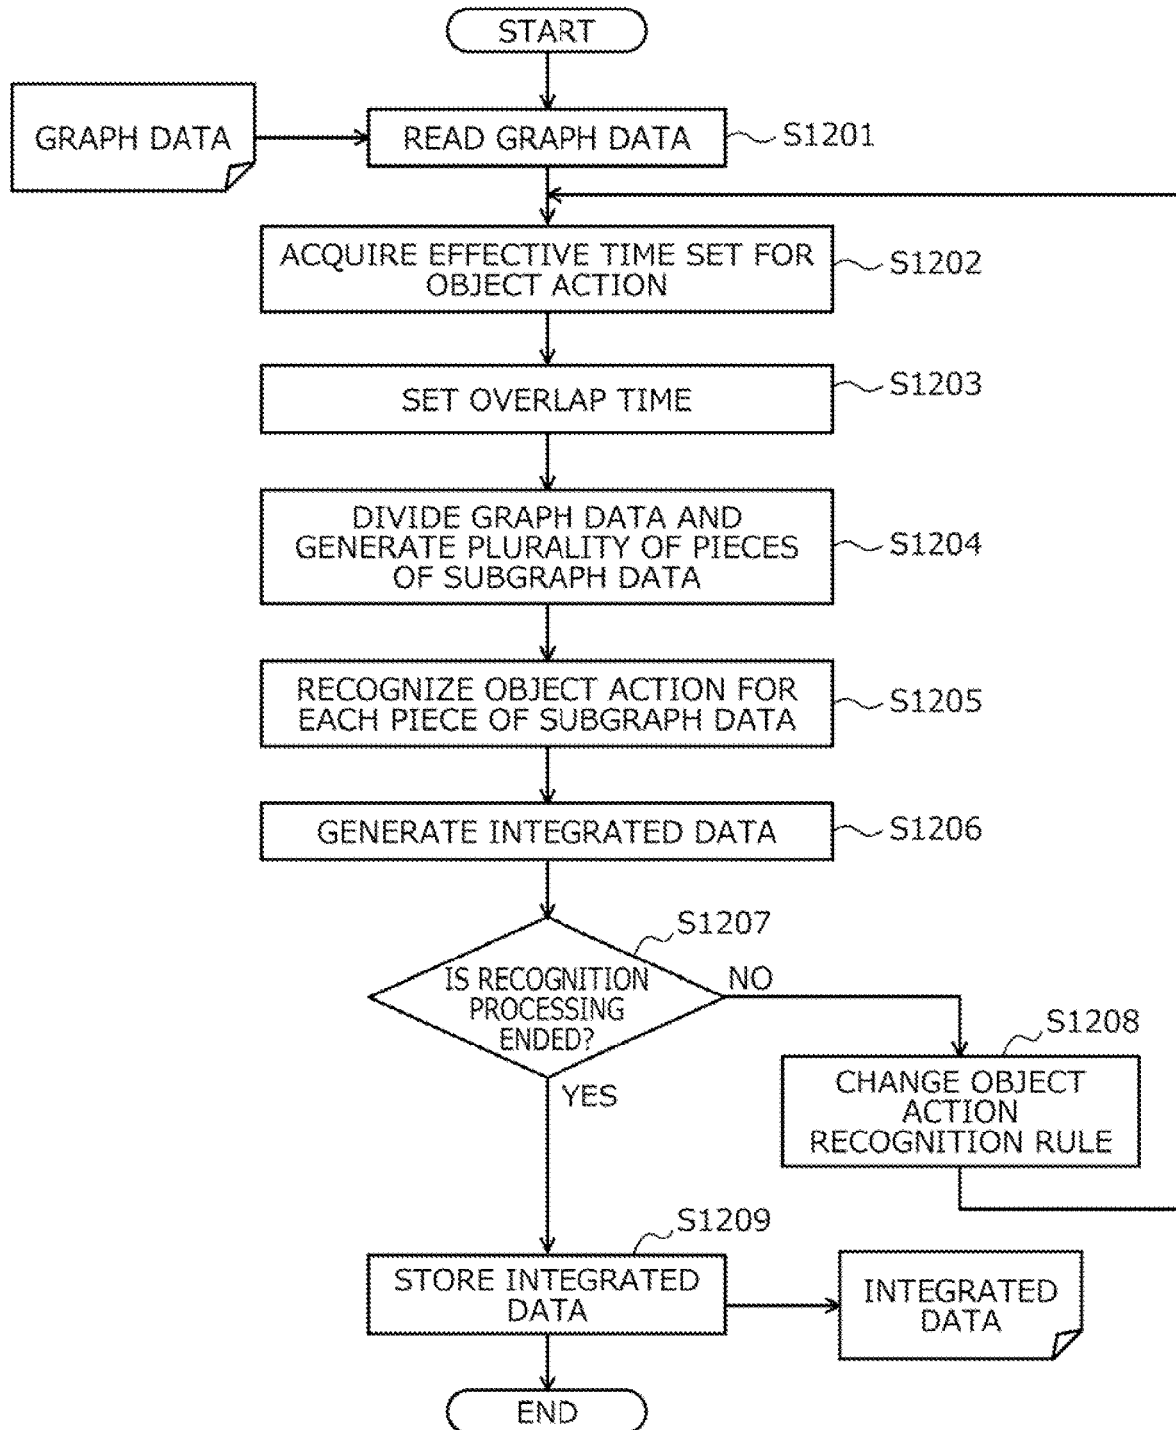 START
GRAPH DATA
READ GRAPH DATA
S1201
ACQUIRE EFFECTIVE TIME SET FOR
OBJECT ACTION
S1202
SET OVERLAP TIME
S1203
DIVIDE GRAPH DATA AND
GENERATE PLURALITY OF PIECES
OF SUBGRAPH DATA
S1204
RECOGNIZE OBJECT ACTION FOR
EACH PIECE OF SUBGRAPH DATA
S1205
GENERATE INTEGRATED DATA
S1206
S1207
IS RECOGNITION
PROCESSING
ENDED?
NO
YES
S1208
CHANGE OBJECT
ACTION
RECOGNITION RULE
S1209
STORE INTEGRATED
DATA
INTEGRATED
DATA
END